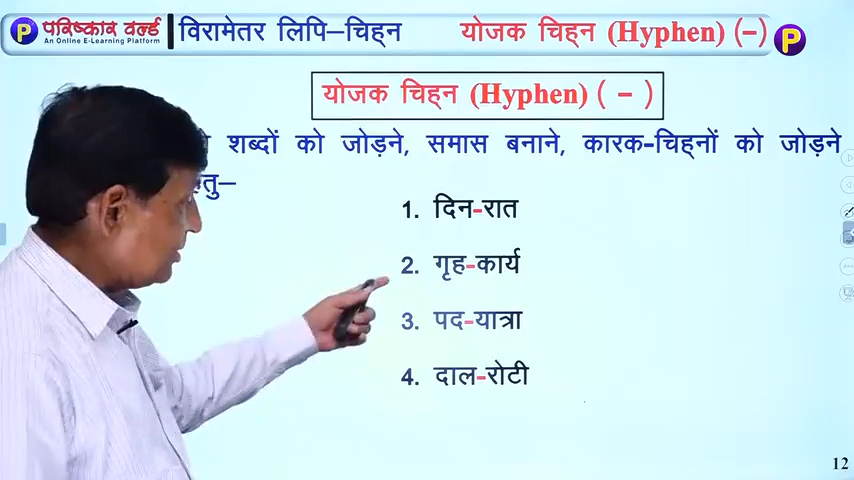 P परिष्कार वर्ल्ड
An Online E-Learning Platform
विरामेतर लिपि–चिह्न योजक चिह्न (Hyphen) (–) P
योजक चिह्न (Hyphen) ( – )
शब्दों को जोड़ने, समास बनाने, कारक-चिह्नों को जोड़ने
1. दिन-रात
2. गृह-कार्य
3. पद-यात्रा
4. दाल-रोटी
12